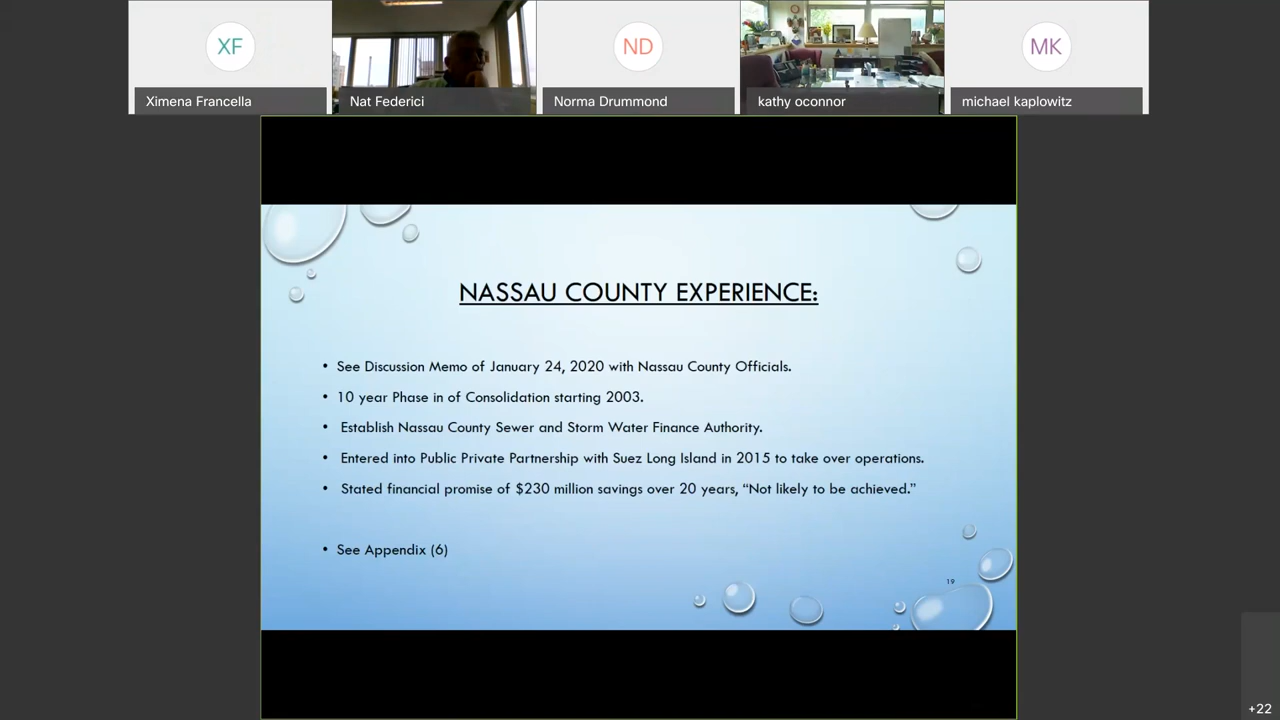 XF
ND
MK
Ximena Francella
Nat Federici
Norma Drummond
kathy oconnor
michael kaplowitz
NASSAU COUNTY EXPERIENCE:
• See Discussion Memo of January 24, 2020 with Nassau County Officials.
• 10 year Phase in of Consolidation starting 2003.
• Establish Nassau County Sewer and Storm Water Finance Authority.
• Entered into Public Private Partnership with Suez Long Island in 2015 to take over operations.
• Stated financial promise of $230 million savings over 20 years, “Not likely to be achieved.”
• See Appendix (6)
19
+22